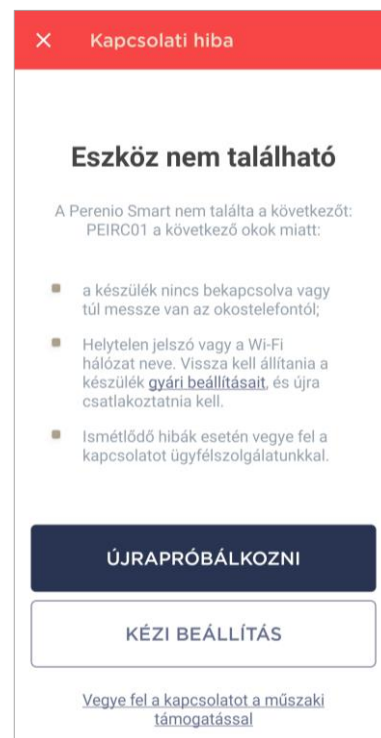 Kapcsolati hiba
Eszköz nem található
A Perenio Smart nem találta a következőt:
PEIRC01 a következő okok miatt:
a készülék nincs bekapcsolva vagy
túl messze van az okostelefontól;
Helytelen jelszó vagy a Wi-Fi
hálózat neve. Vissza kell állítania a
készülék gyári beállításait, és újra
csatlakoztatnia kell.
Ismétlődő hibák esetén vegye fel a
kapcsolatot ügyfélszolgálatunkkal.
ÚJRAPRÓBÁLKOZNI
KÉZI BEÁLLÍTÁS
Vegye fel a kapcsolatot a műszaki
támogatással